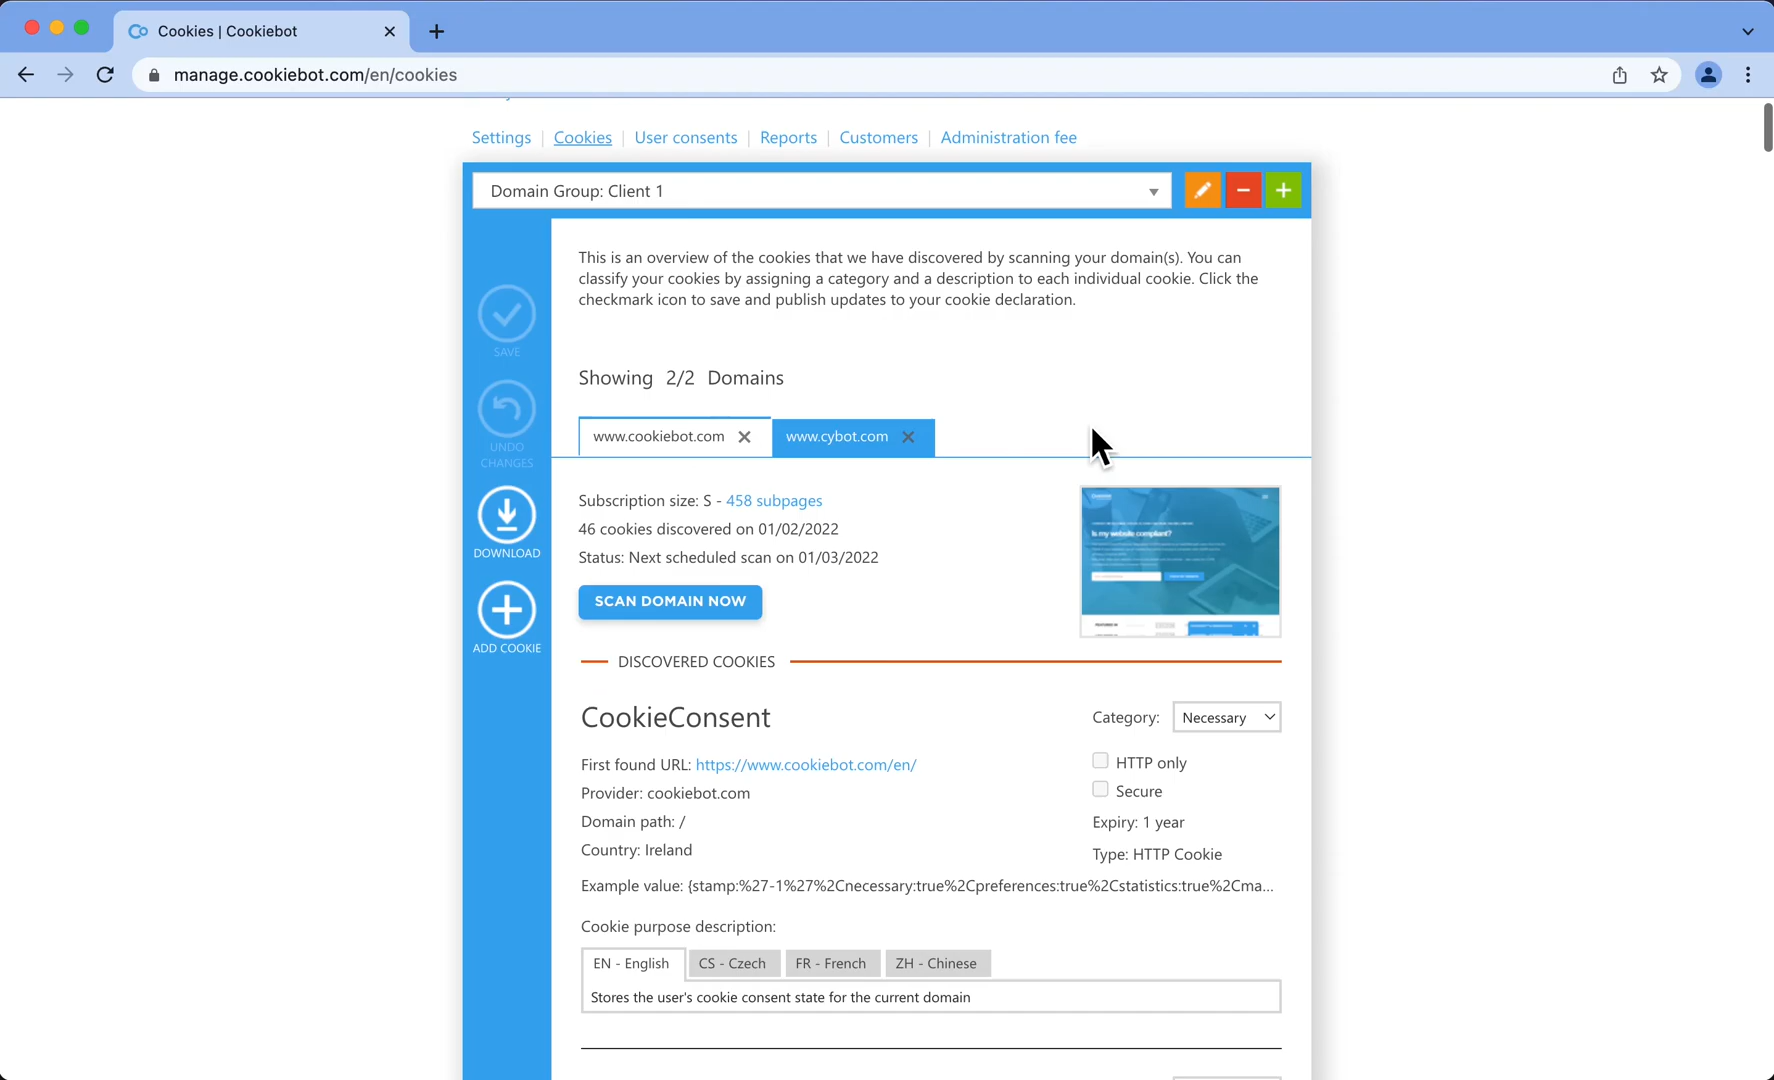 Cookies | Cookiebot
manage.cookiebot.com/en/cookies
Settings | Cookies | User consents | Reports | Customers | Administration fee
Domain Group: Client 1
This is an overview of the cookies that we have discovered by scanning your domain(s). You can
classify your cookies by assigning a category and a description to each individual cookie. Click the
checkmark icon to save and publish updates to your cookie declaration.
SAVE
UNDO
CHANGES
DOWNLOAD
ADD COOKIE
Showing 2/2 Domains
www.cookiebot.com
www.cybot.com
Subscription size: S - 458 subpages
46 cookies discovered on 01/02/2022
Status: Next scheduled scan on 01/03/2022
SCAN DOMAIN NOW
Is my website compliant?
FEATURED IN
DISCOVERED COOKIES
CookieConsent
Category: Necessary
First found URL: https://www.cookiebot.com/en/
HTTP only
Provider: cookiebot.com
Secure
Domain path: /
Expiry: 1 year
Country: Ireland
Type: HTTP Cookie
Example value: {stamp:%27-1%27%2Cnecessary:true%2Cpreferences:true%2Cstatistics:true%2Cma...
Cookie purpose description:
EN - English
CS - Czech
FR - French
ZH - Chinese
Stores the user's cookie consent state for the current domain